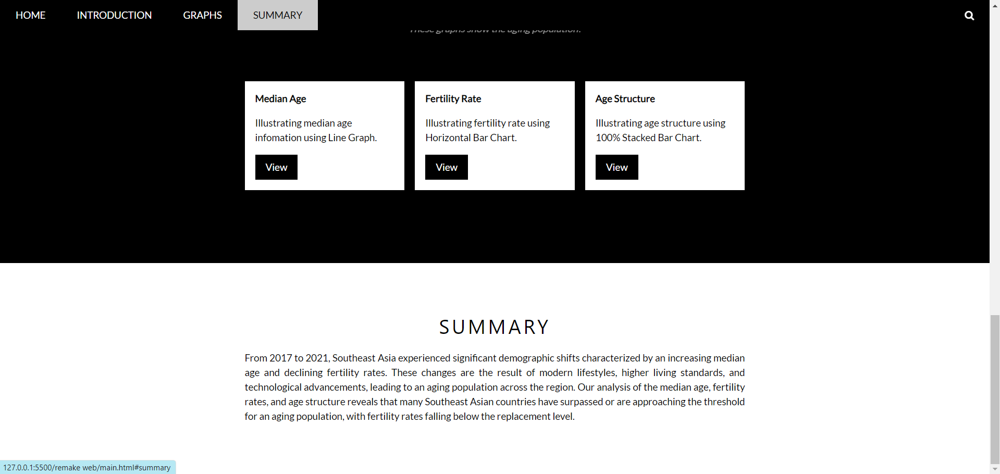 HOME INTRODUCTION GRAPHS SUMMARY
These graphs show the aging population.
Median Age
Illustrating median age
infomation using Line Graph.
View
Fertility Rate
Illustrating fertility rate using
Horizontal Bar Chart.
View
Age Structure
Illustrating age structure using
100% Stacked Bar Chart.
View
SUMMARY
From 2017 to 2021, Southeast Asia experienced significant demographic shifts characterized by an increasing median
age and declining fertility rates. These changes are the result of modern lifestyles, higher living standards, and
technological advancements, leading to an aging population across the region. Our analysis of the median age, fertility
rates, and age structure reveals that many Southeast Asian countries have surpassed or are approaching the threshold
for an aging population, with fertility rates falling below the replacement level.
127.0.0.1:5500/remake web/main.html#summary